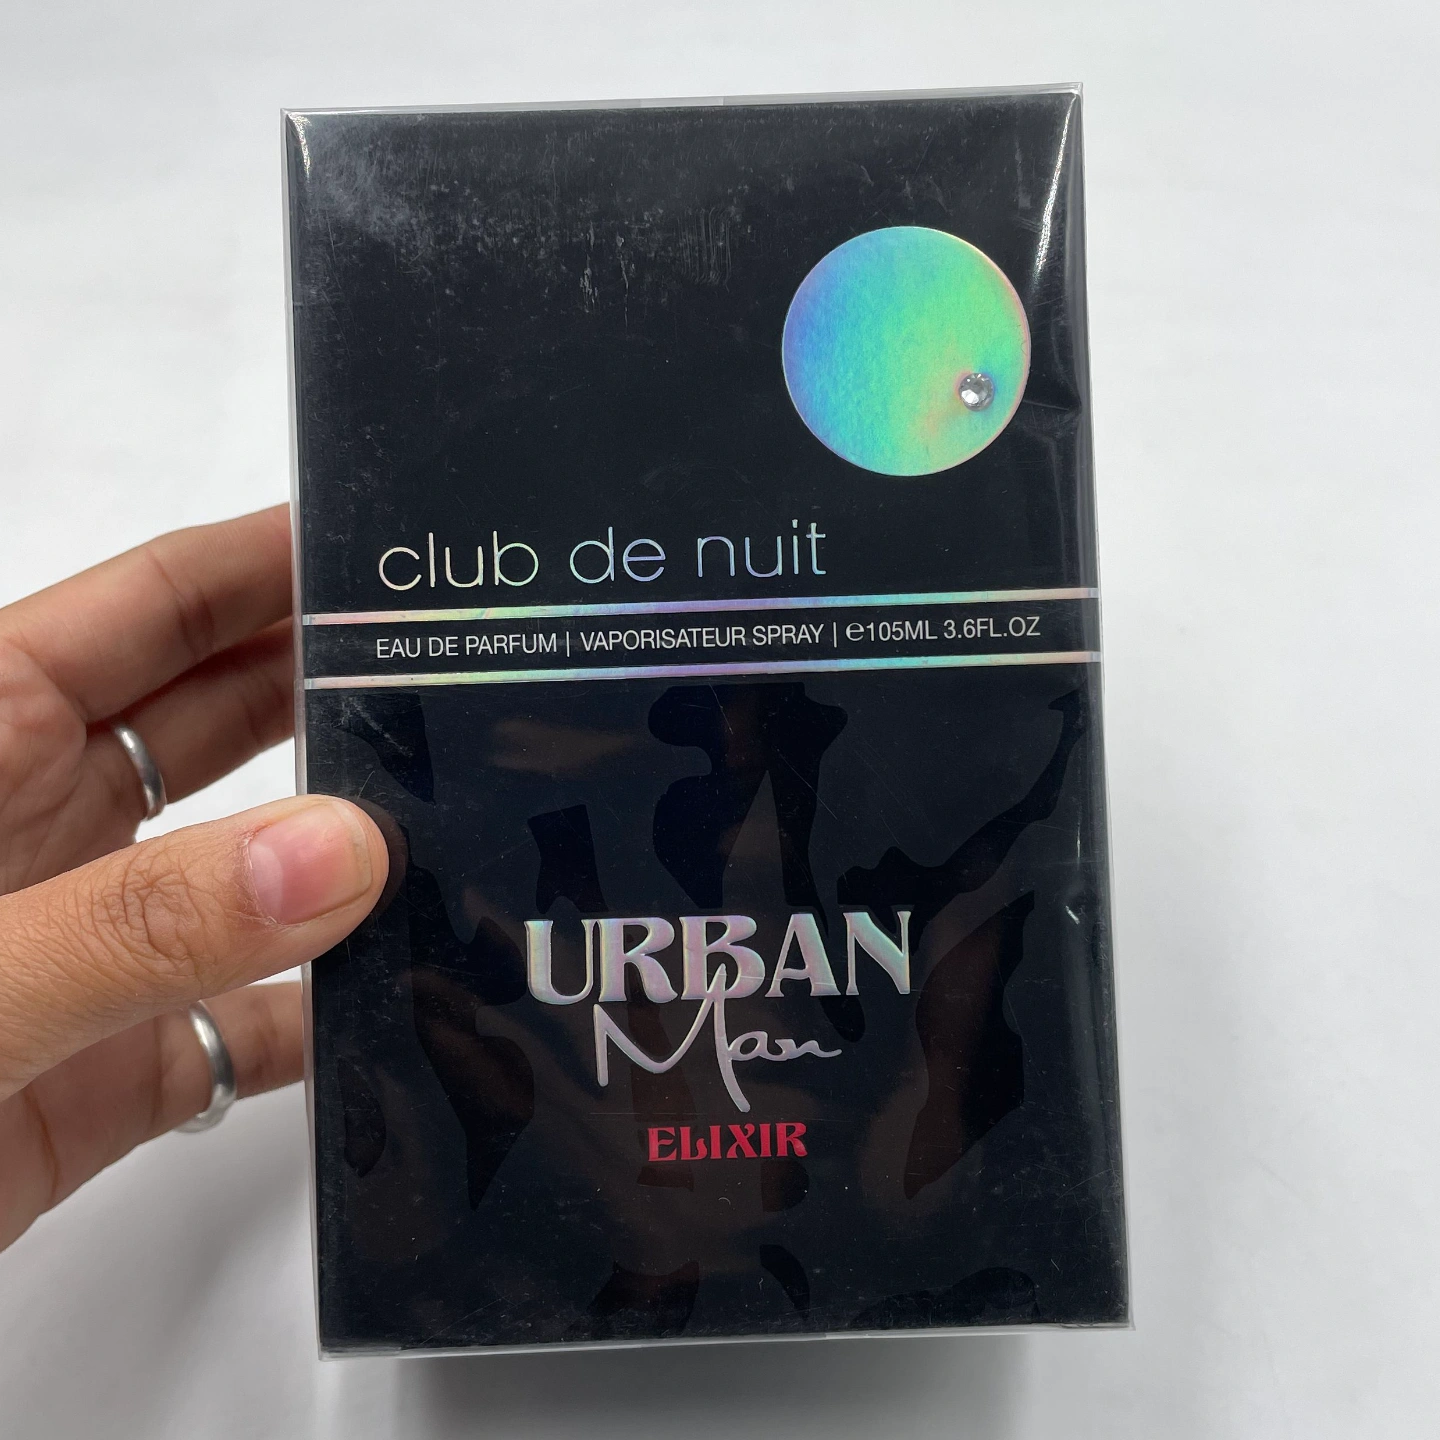 club de nuit
EAU DE PARFUM | VAPORISATEUR SPRAY | ℮105ML 3.6FL.OZ
URBAN
Man
ELIXIR